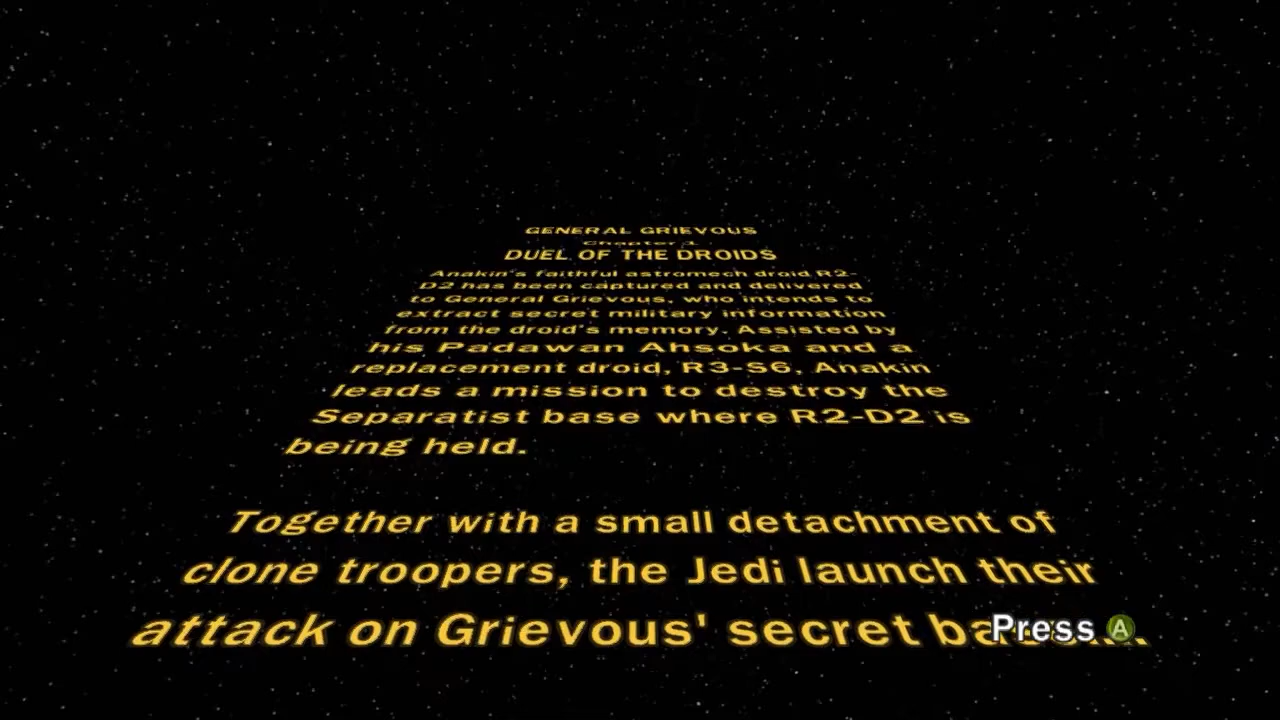 GENERAL GRIEVOUS
Chapter 1
DUEL OF THE DROIDS
Anakin's faithful astromech droid R2-
D2 has been captured and delivered
to General Grievous, who intends to
extract secret military information
from the droid's memory. Assisted by
his Padawan Ahsoka and a
replacement droid, R3-S6, Anakin
leads a mission to destroy the
Separatist base where R2-D2 is
being held.
Together with a small detachment of
clone troopers, the Jedi launch their
attack on Grievous' secret
Press A